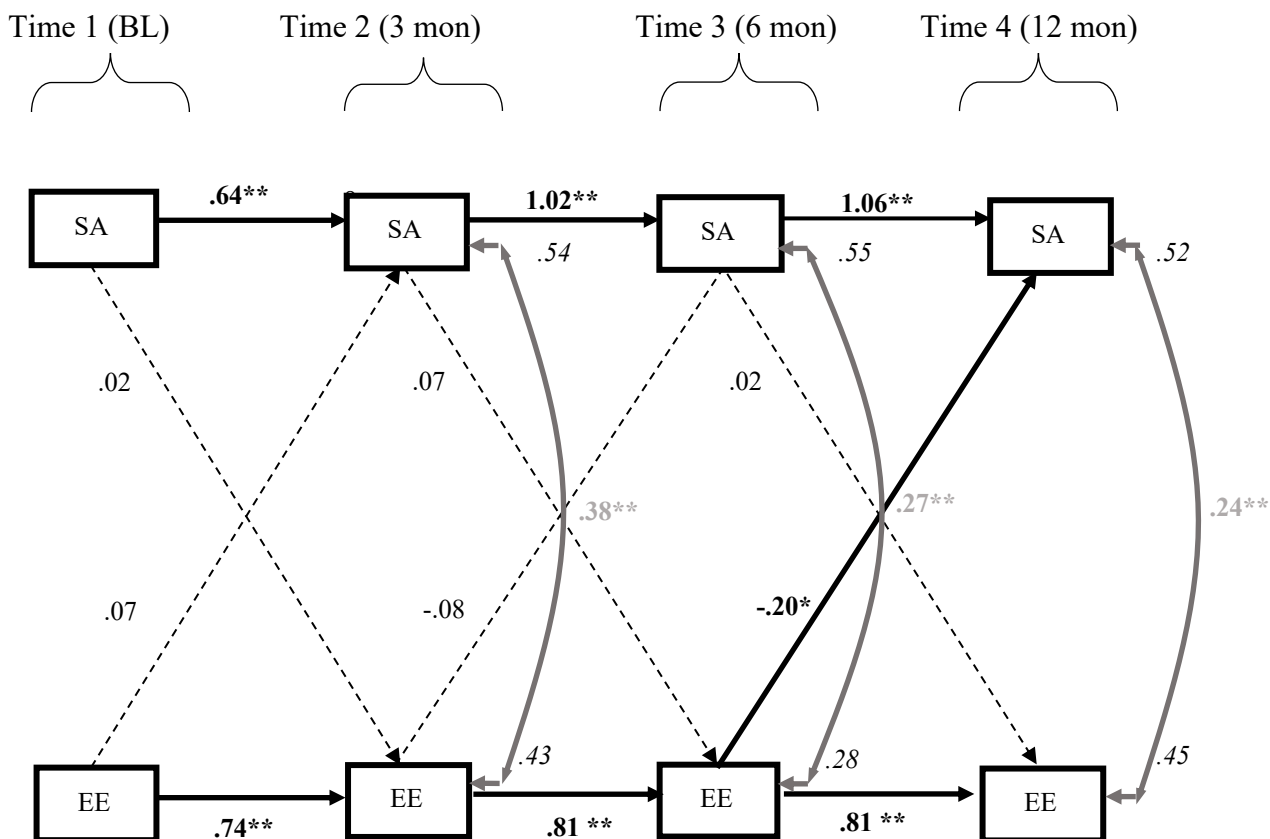 Time 1 (BL) Time 2 (3 mon) Time 3 (6 mon) Time 4 (12 mon)
.64** 1.02** 1.06**
SA SA SA SA
.54 .55 .52
.02 .07 .02
.38** .27** .24**
.07 -.08 -.20*
.43 .28 .45
EE EE EE EE
.74** .81 ** .81 **